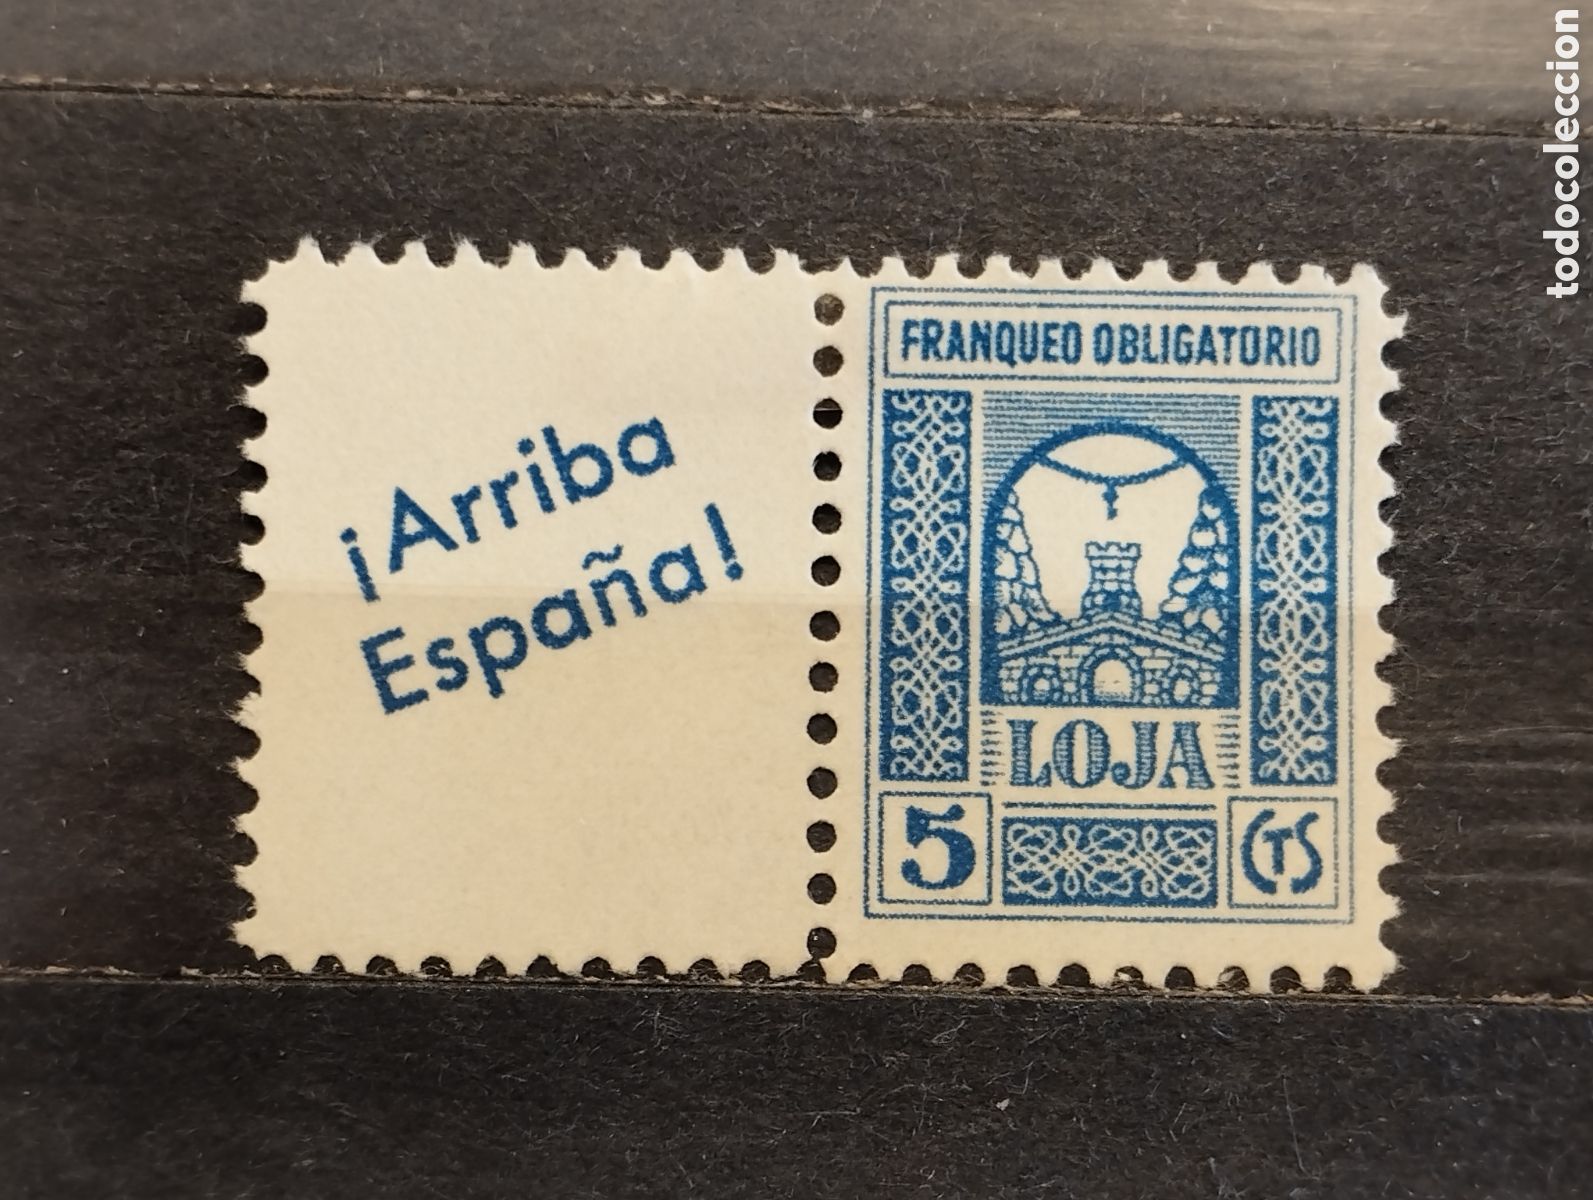 ¡Arriba
España!
FRANQUEO OBLIGATORIO
LOJA
5 CTS
todocoleccion